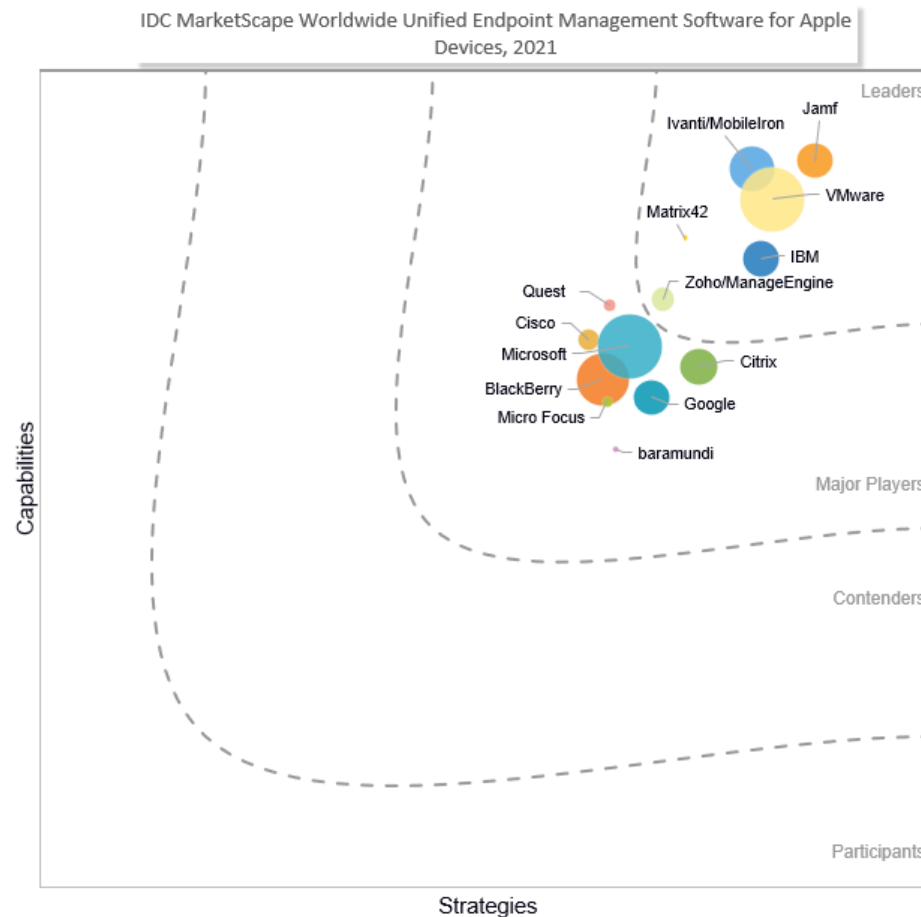 IDC MarketScape Worldwide Unified Endpoint Management Software for Apple
Devices, 2021
Leaders
Jamf
Ivanti/MobileIron
VMware
Matrix42
IBM
Zoho/ManageEngine
Quest
Cisco
Microsoft
Citrix
BlackBerry
Google
Micro Focus
baramundi
Capabilities
Major Players
Contenders
Participants
Strategies